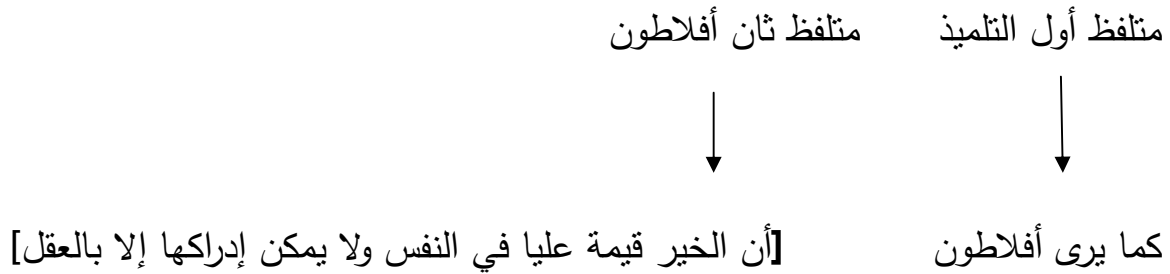 متلفظ أول التلميذ متلفظ ثان أفلاطون
كما يرى أفلاطون [أن الخير قيمة عليا في النفس ولا يمكن إدراكها إلا بالعقل]